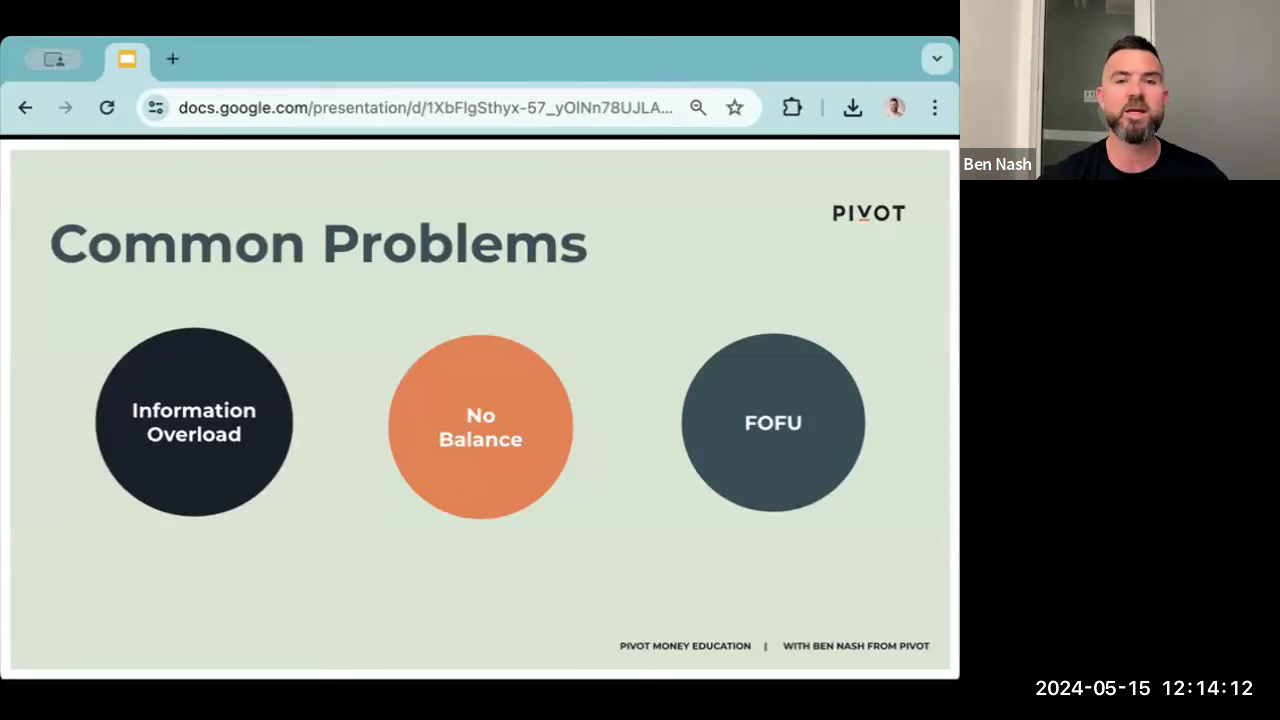 docs.google.com/presentation/d/1XbFlgSthyx-57_yOlNn78UJLA...
Ben Nash
PIVOT
Common Problems
Information
Overload
No
Balance
FOFU
PIVOT MONEY EDUCATION | WITH BEN NASH FROM PIVOT
2024-05-15 12:14:12